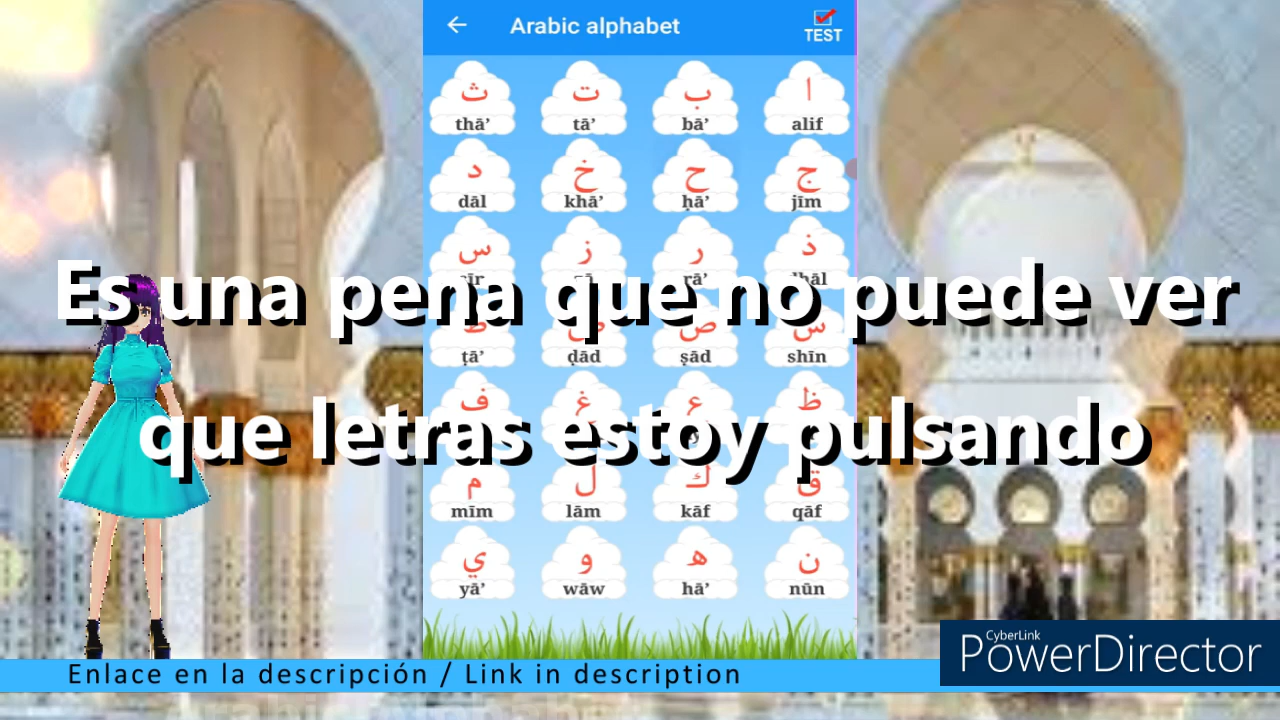 Arabic alphabet
TEST
ث ت ب ا
thā’ tā’ bā’ alif
د خ ح ج
dāl khā’ ḥā’ jīm
س ز ر ذ
rā’
Es una pena que no puede ver
ص
ṭā’ ḍād ṣād shīn
ف غ ع ظ
que letras estoy pulsando
م ل ك ق
mīm lām kāf qāf
ي و ه ن
yā’ wāw hā’ nūn
CyberLink
PowerDirector
Enlace en la descripción / Link in description